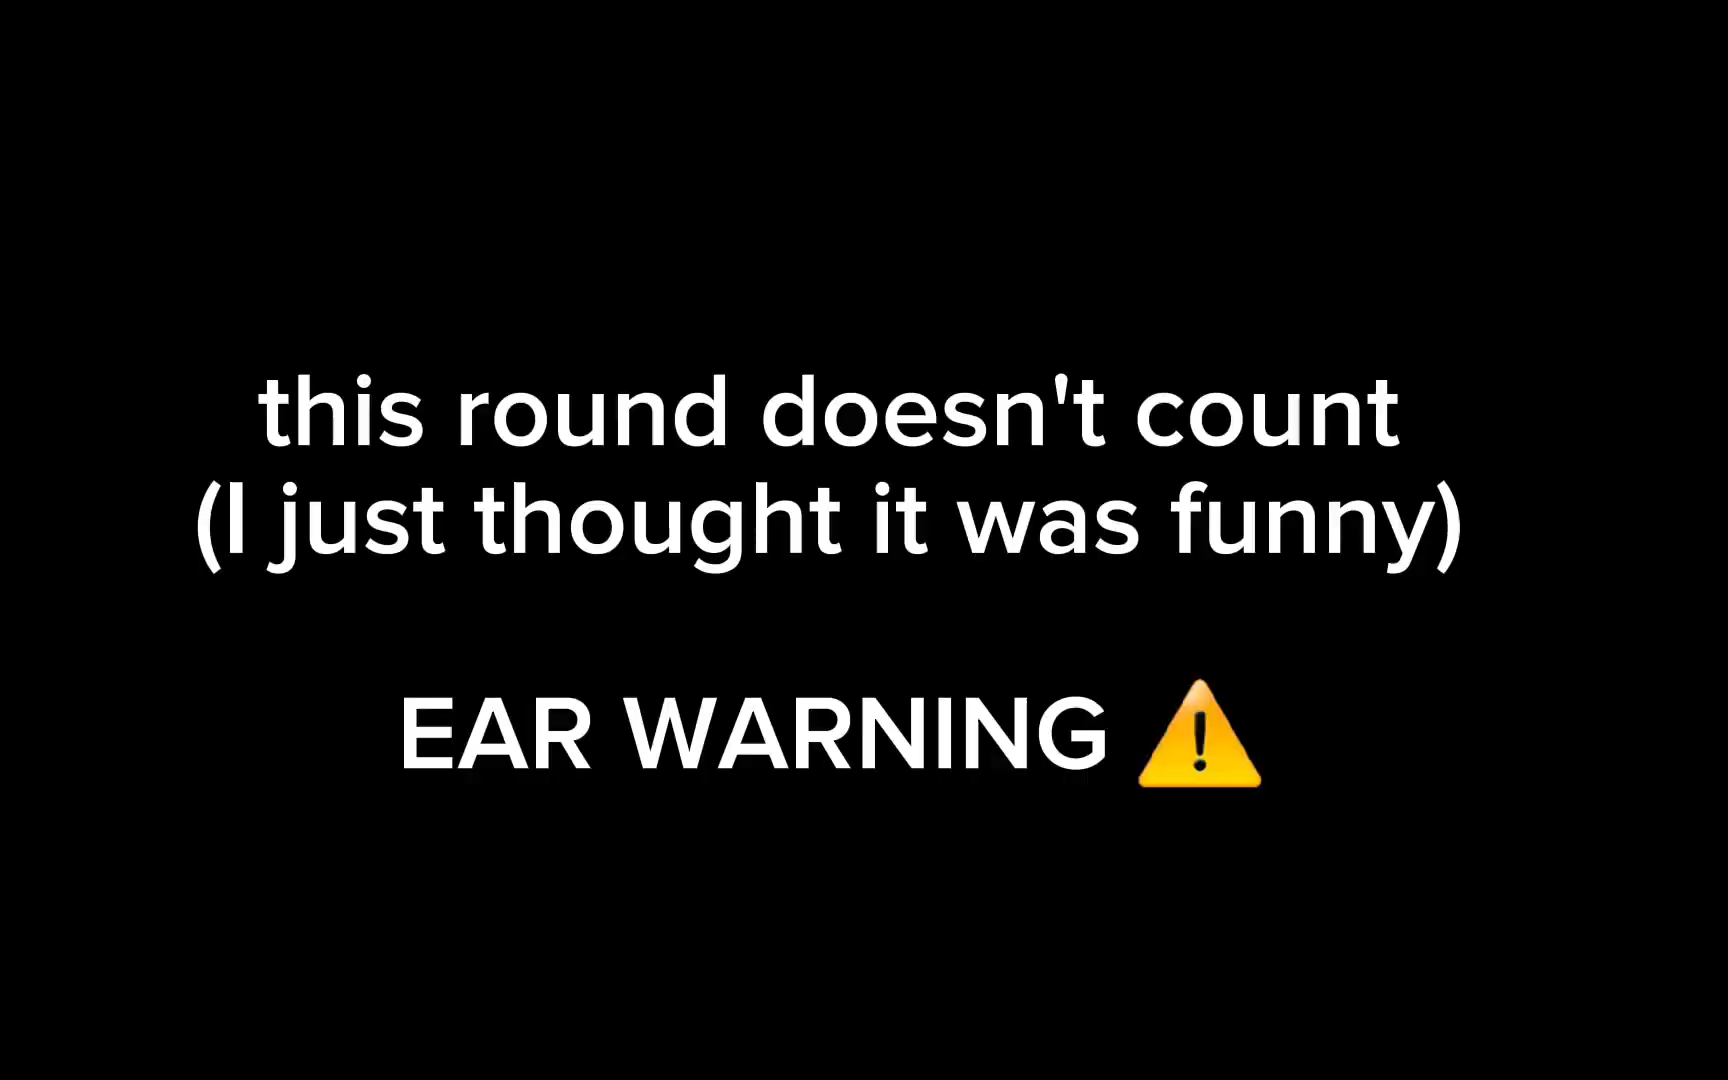 this round doesn't count
(I just thought it was funny)
EAR WARNING ⚠️